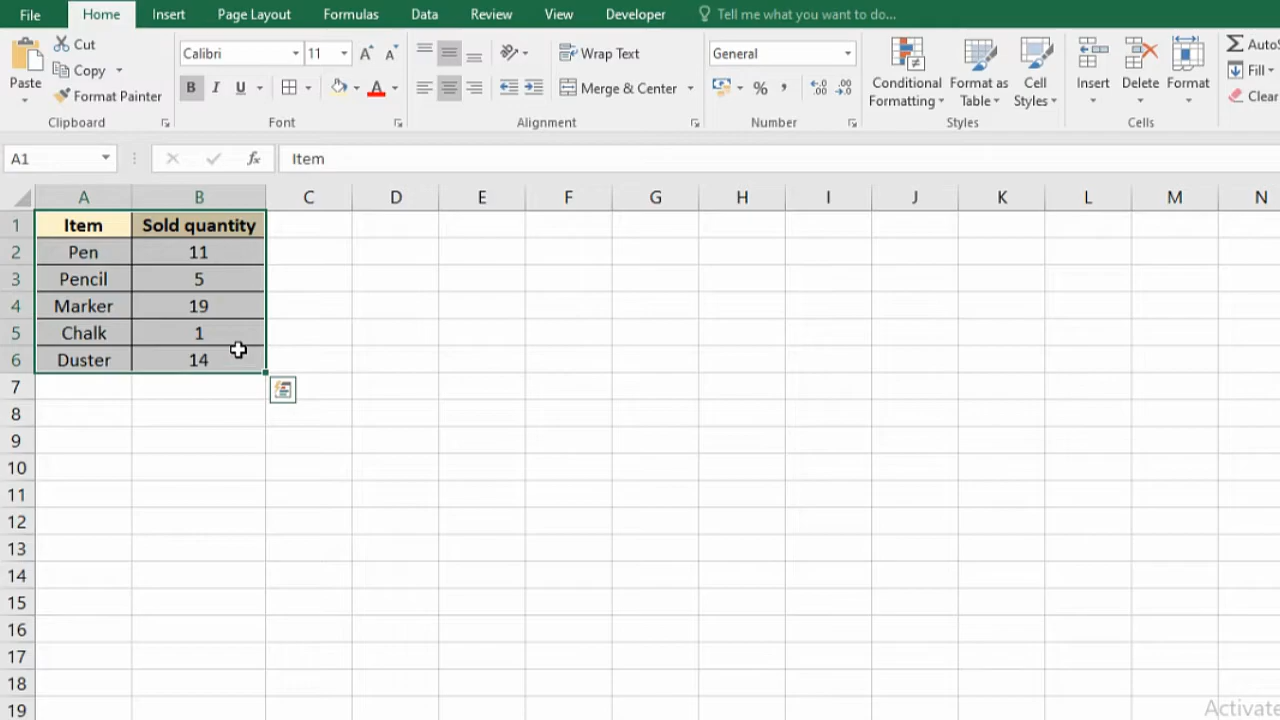 File Home Insert Page Layout Formulas Data Review View Developer Tell me what you want to do...
Cut
Copy
Format Painter
Paste
Clipboard
Calibri 11
B I U A
Font
Wrap Text
Merge & Center
Alignment
General
%
Number
Conditional Formatting
Format as Table
Cell Styles
Styles
Insert Delete Format
Cells
Fill
Clear
A1 fx Item
A B C D E F G H I J K L M N
1 Item Sold quantity
2 Pen 11
3 Pencil 5
4 Marker 19
5 Chalk 1
6 Duster 14
7
8
9
10
11
12
13
14
15
16
17
18
19
Activate